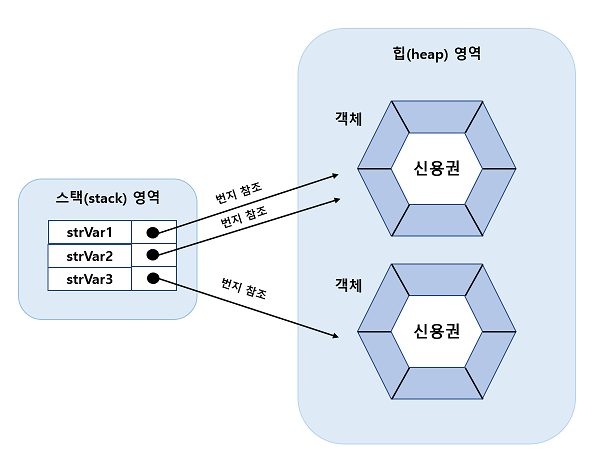 힙(heap) 영역
객체
신용권
번지 참조
번지 참조
스택(stack) 영역
strVar1
strVar2
strVar3
번지 참조
객체
신용권